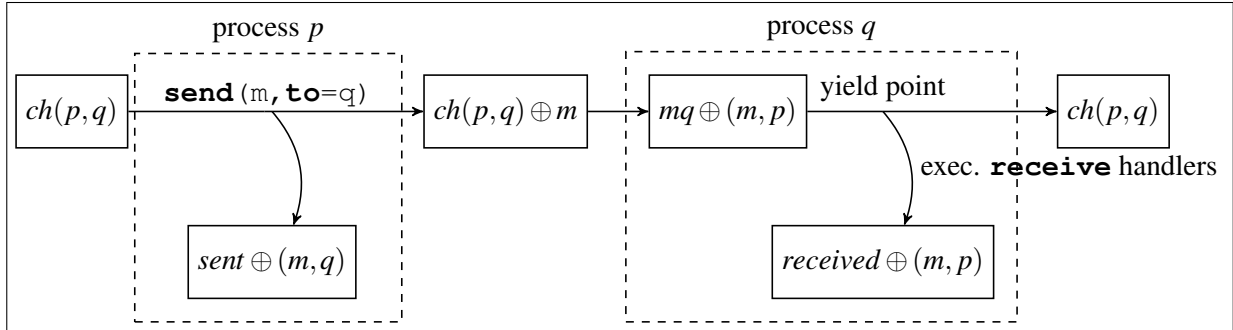 process p
process q
ch(p,q)
send(m,to=q)
ch(p,q) ⊕ m
mq ⊕ (m, p)
yield point
ch(p,q)
exec. receive handlers
sent ⊕ (m,q)
received ⊕ (m, p)